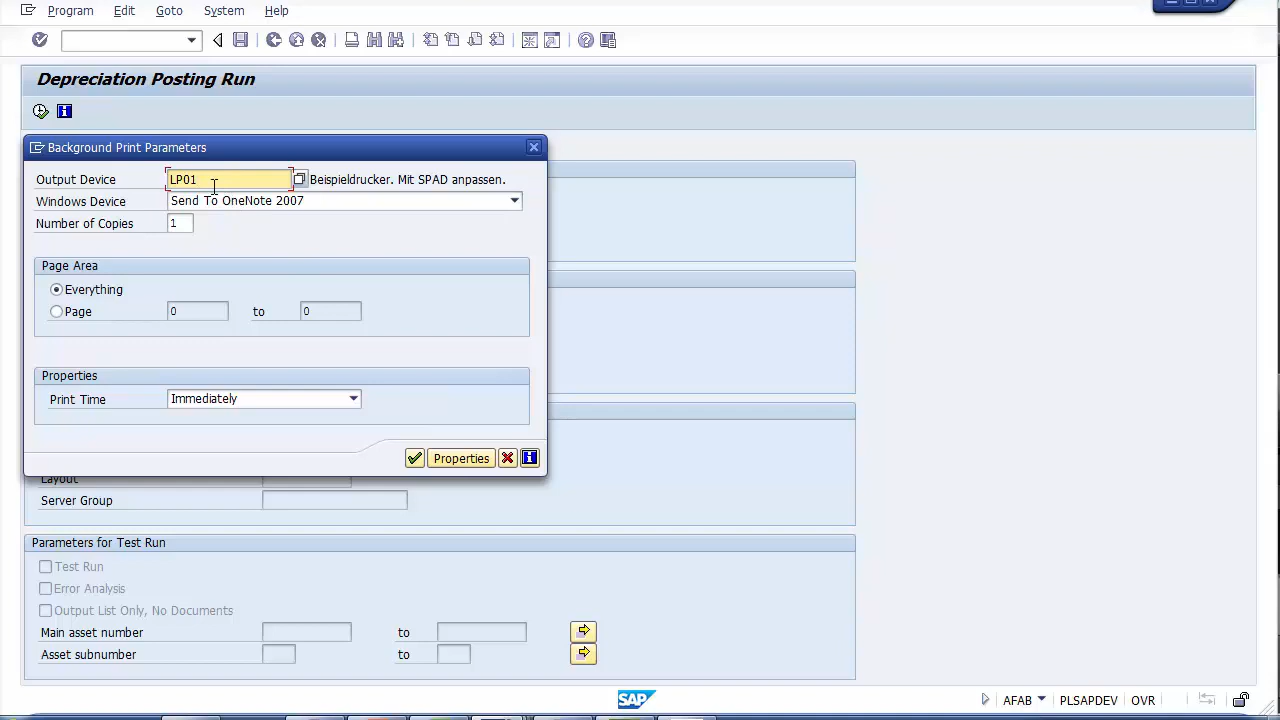 Program Edit Goto System Help
Depreciation Posting Run
Background Print Parameters
Output Device LP01 Beispieldrucker. Mit SPAD anpassen.
Windows Device Send To OneNote 2007
Number of Copies 1
Page Area
Everything
Page 0 to 0
Properties
Print Time Immediately
Properties
Layout
Server Group
Parameters for Test Run
Test Run
Error Analysis
Output List Only, No Documents
Main asset number to
Asset subnumber to
SAP AFAB PLSAPDEV OVR